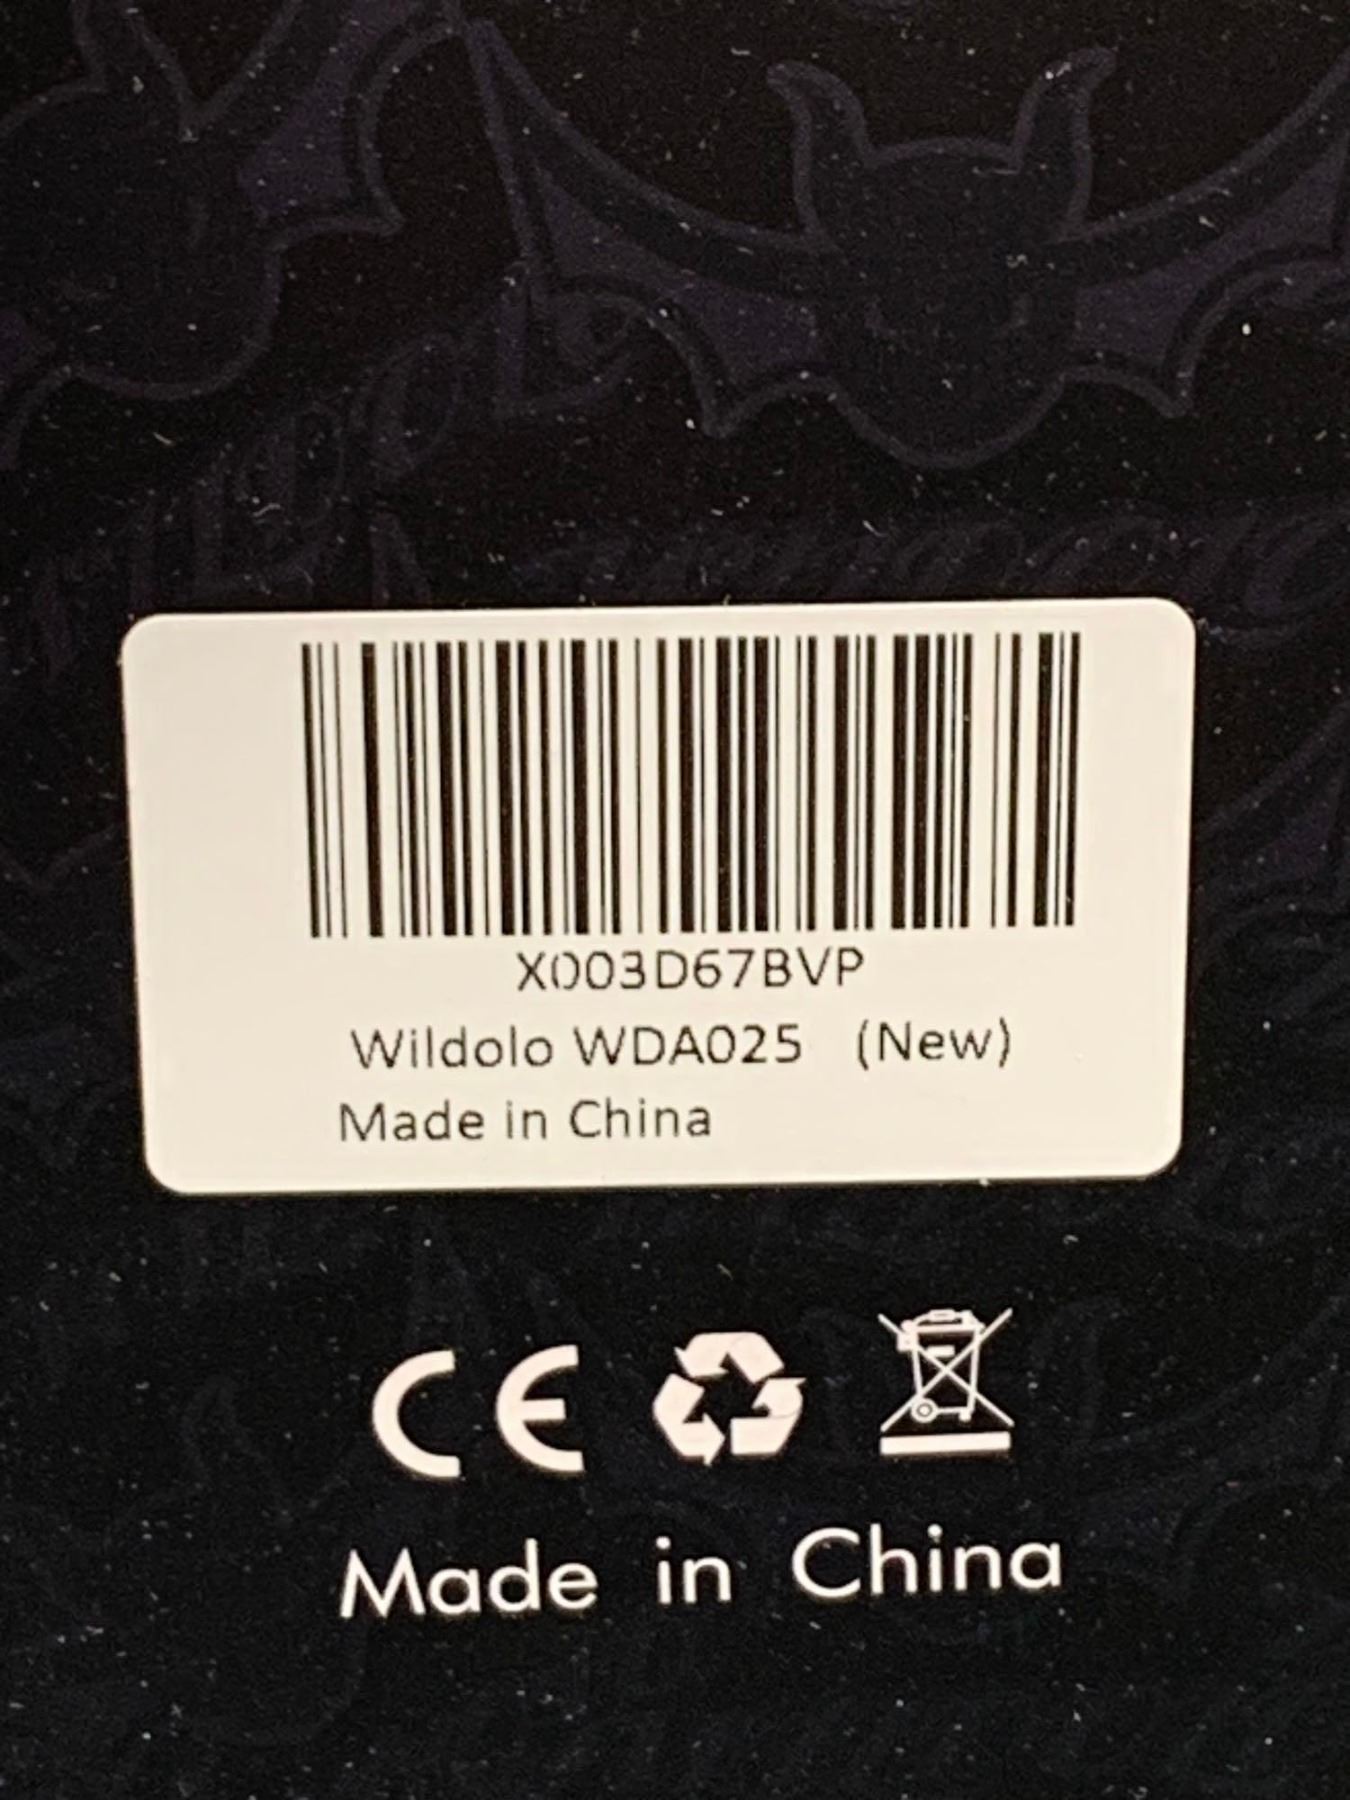 X003D67BVP
Wildolo WDA025 (New)
Made in China
CE
Made in China